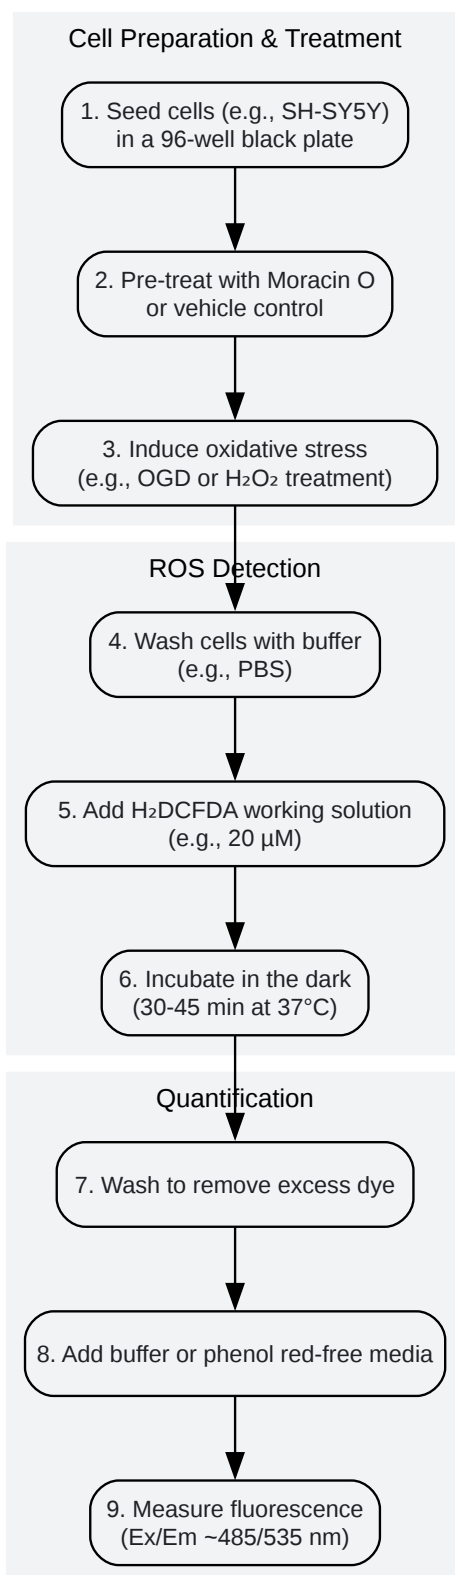 Cell Preparation & Treatment
1. Seed cells (e.g., SH-SY5Y)
in a 96-well black plate
2. Pre-treat with Moracin O
or vehicle control
3. Induce oxidative stress
(e.g., OGD or H₂O₂ treatment)
ROS Detection
4. Wash cells with buffer
(e.g., PBS)
5. Add H₂DCFDA working solution
(e.g., 20 µM)
6. Incubate in the dark
(30-45 min at 37°C)
Quantification
7. Wash to remove excess dye
8. Add buffer or phenol red-free media
9. Measure fluorescence
(Ex/Em ~485/535 nm)